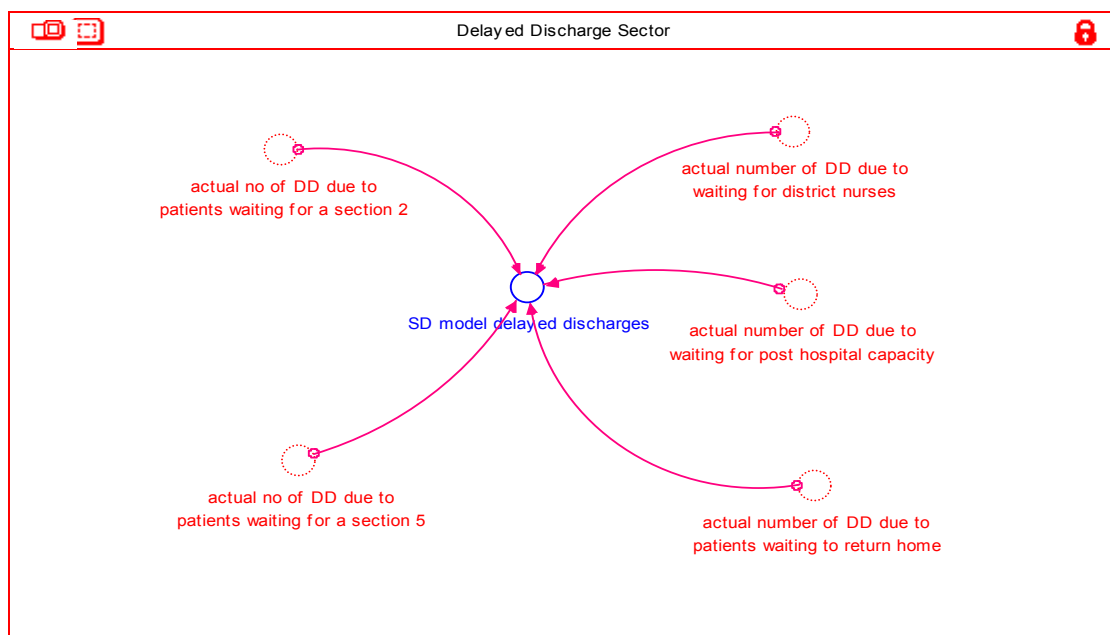 Delayed Discharge Sector
actual no of DD due to
patients waiting for a section 2
actual number of DD due to
waiting for district nurses
SD model delayed discharges
actual number of DD due to
waiting for post hospital capacity
actual no of DD due to
patients waiting for a section 5
actual number of DD due to
patients waiting to return home